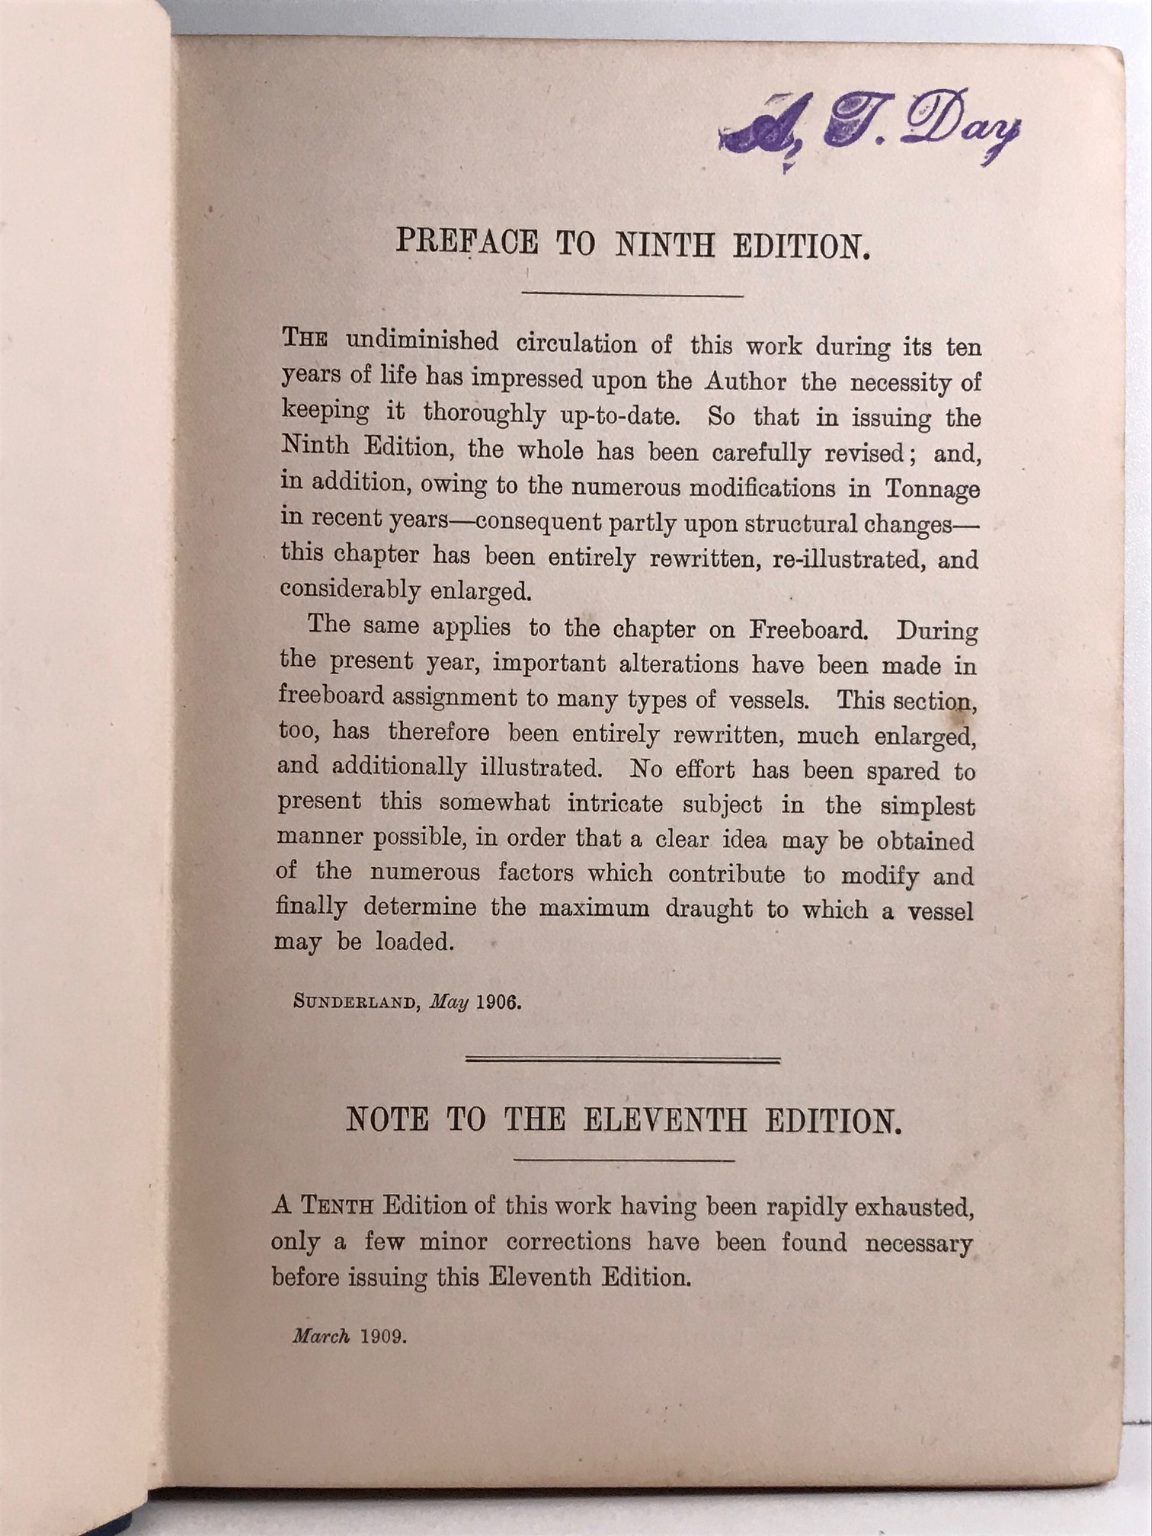 A, T. Day
PREFACE TO NINTH EDITION.
THE undiminished circulation of this work during its ten
years of life has impressed upon the Author the necessity of
keeping it thoroughly up-to-date. So that in issuing the
Ninth Edition, the whole has been carefully revised; and,
in addition, owing to the numerous modifications in Tonnage
in recent years—consequent partly upon structural changes—
this chapter has been entirely rewritten, re-illustrated, and
considerably enlarged.
The same applies to the chapter on Freeboard. During
the present year, important alterations have been made in
freeboard assignment to many types of vessels. This section,
too, has therefore been entirely rewritten, much enlarged,
and additionally illustrated. No effort has been spared to
present this somewhat intricate subject in the simplest
manner possible, in order that a clear idea may be obtained
of the numerous factors which contribute to modify and
finally determine the maximum draught to which a vessel
may be loaded.
SUNDERLAND, May 1906.
NOTE TO THE ELEVENTH EDITION.
A TENTH Edition of this work having been rapidly exhausted,
only a few minor corrections have been found necessary
before issuing this Eleventh Edition.
March 1909.